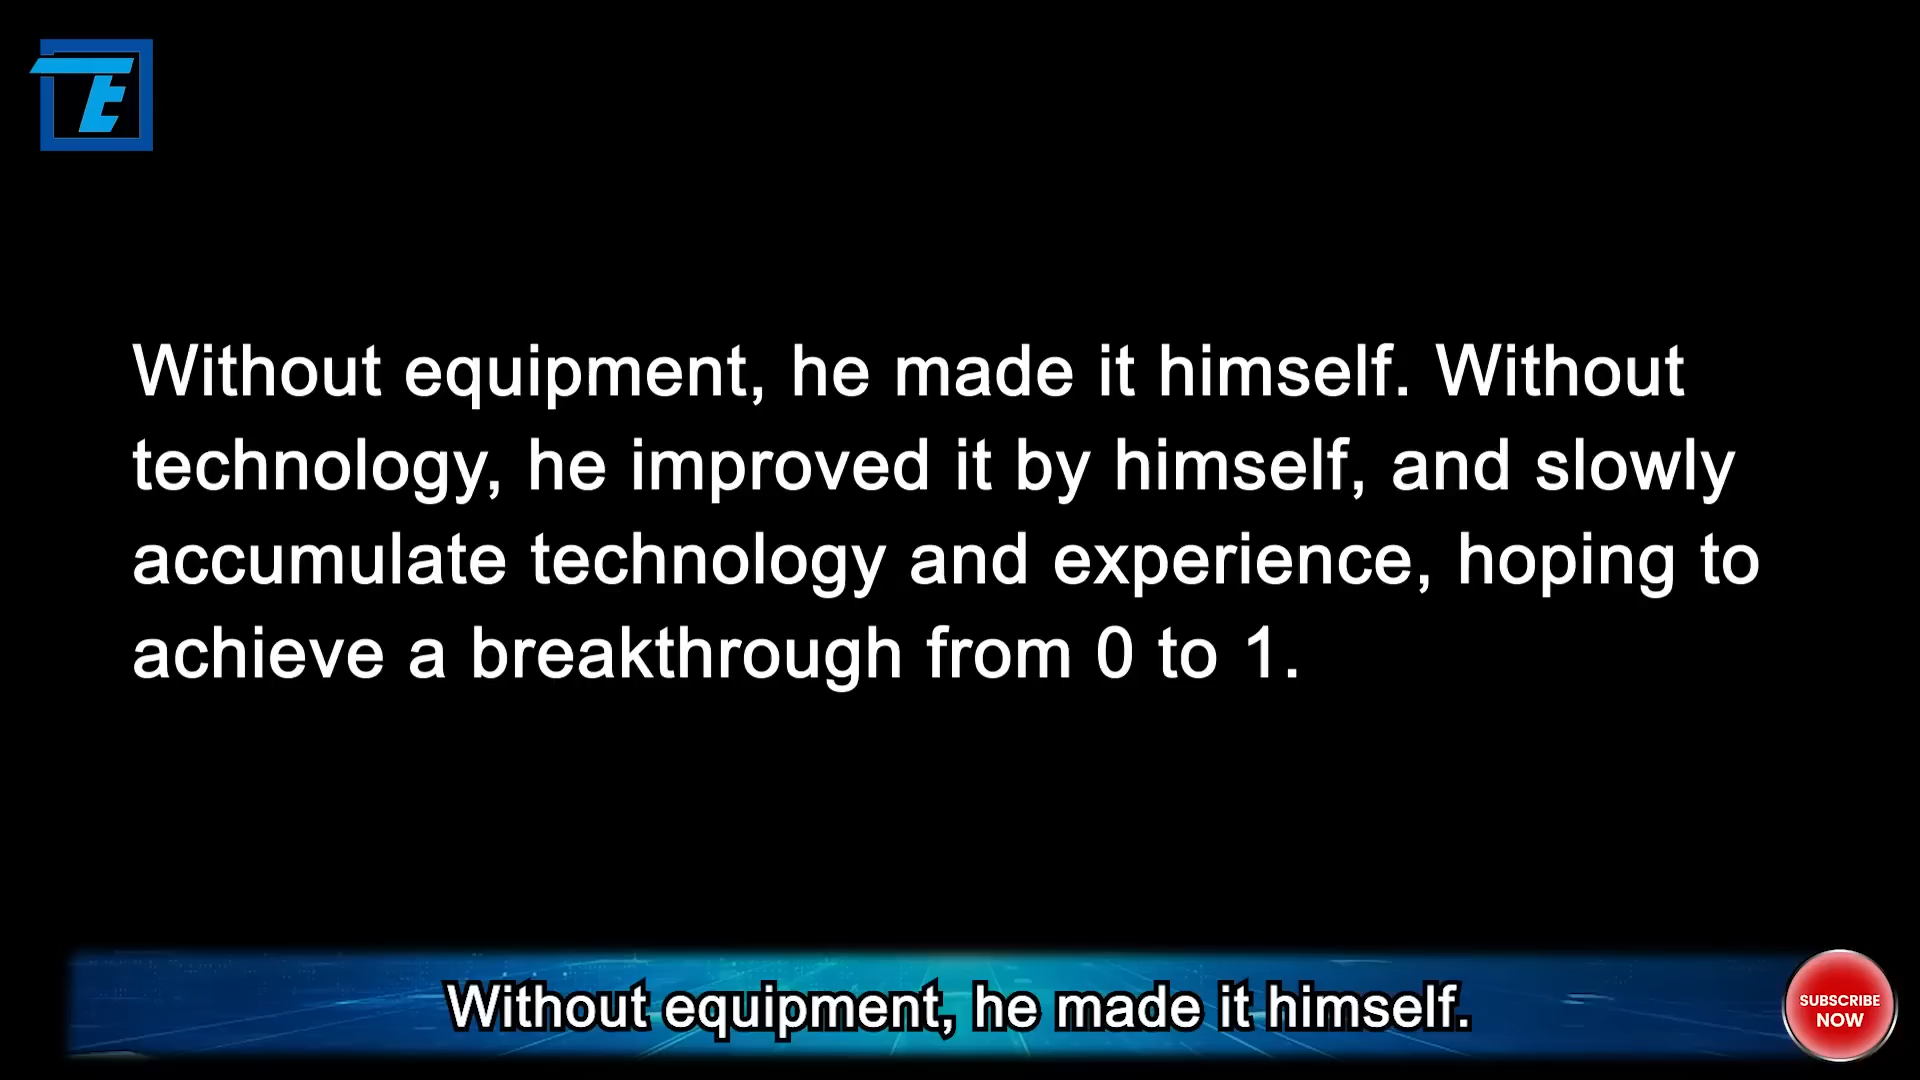 TE
Without equipment, he made it himself. Without
technology, he improved it by himself, and slowly
accumulate technology and experience, hoping to
achieve a breakthrough from 0 to 1.
Without equipment, he made it himself.
SUBSCRIBE
NOW